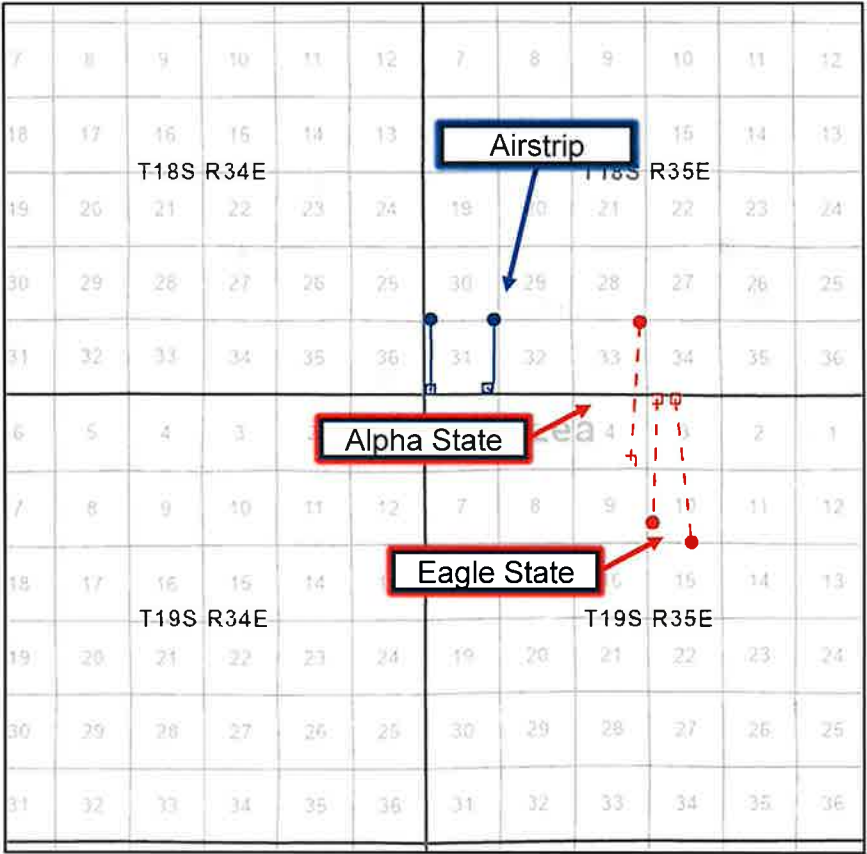 7 8 9 10 11 12 7 8 9 10 11 12
18 17 16 15 14 13 Airstrip 15 14 13
T18S R34E T18S R35E
19 20 21 22 23 24 19 20 21 22 23 24
30 29 28 27 26 25 30 29 28 27 26 25
31 32 33 34 35 36 31 32 33 34 35 36
6 5 4 3 Alpha State Lea 4 3 2 1
7 8 9 10 11 12 7 8 9 10 11 12
18 17 16 15 14 Eagle State 15 14 13
T19S R34E T19S R35E
19 20 21 22 23 24 19 20 21 22 23 24
30 29 28 27 26 25 30 29 28 27 26 25
31 32 33 34 35 36 31 32 33 34 35 36